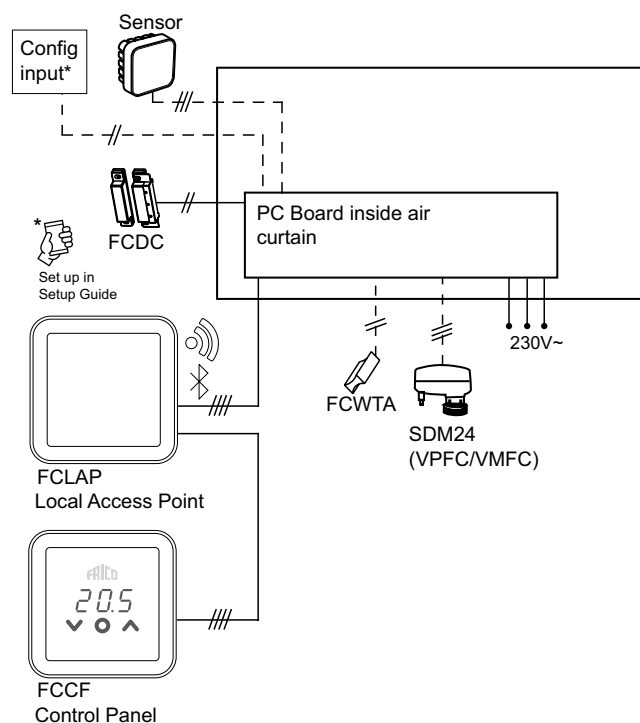 Sensor
Config
input*
PC Board inside air
curtain
FCDC
*
Set up in
Setup Guide
230V~
FCWTA
SDM24
(VPFC/VMFC)
FCLAP
Local Access Point
FRICO
20.5
FCCF
Control Panel